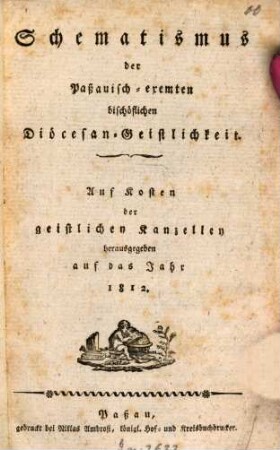 Schematismus
der
Paßauisch-exemten
bischöflichen
Diöcesan-Geistlichkeit.
Auf Kosten
der
geistlichen Kanzelley
herausgegeben
auf das Jahr
1812.
Paßau,
gedruckt bei Niklas Ambrosi, königl. Hof- und Kreisbuchdrucker.